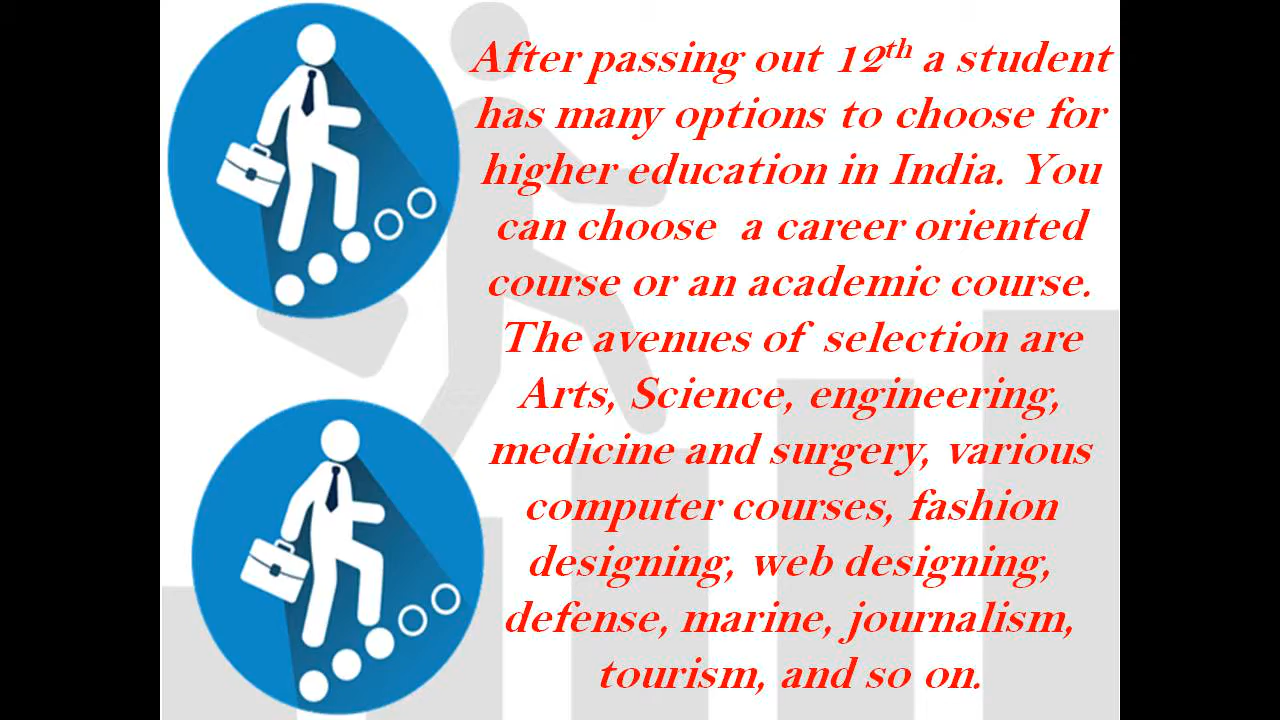 After passing out 12th a student
has many options to choose for
higher education in India. You
can choose a career oriented
course or an academic course.
The avenues of selection are
Arts, Science, engineering,
medicine and surgery, various
computer courses, fashion
designing, web designing,
defense, marine, journalism,
tourism, and so on.